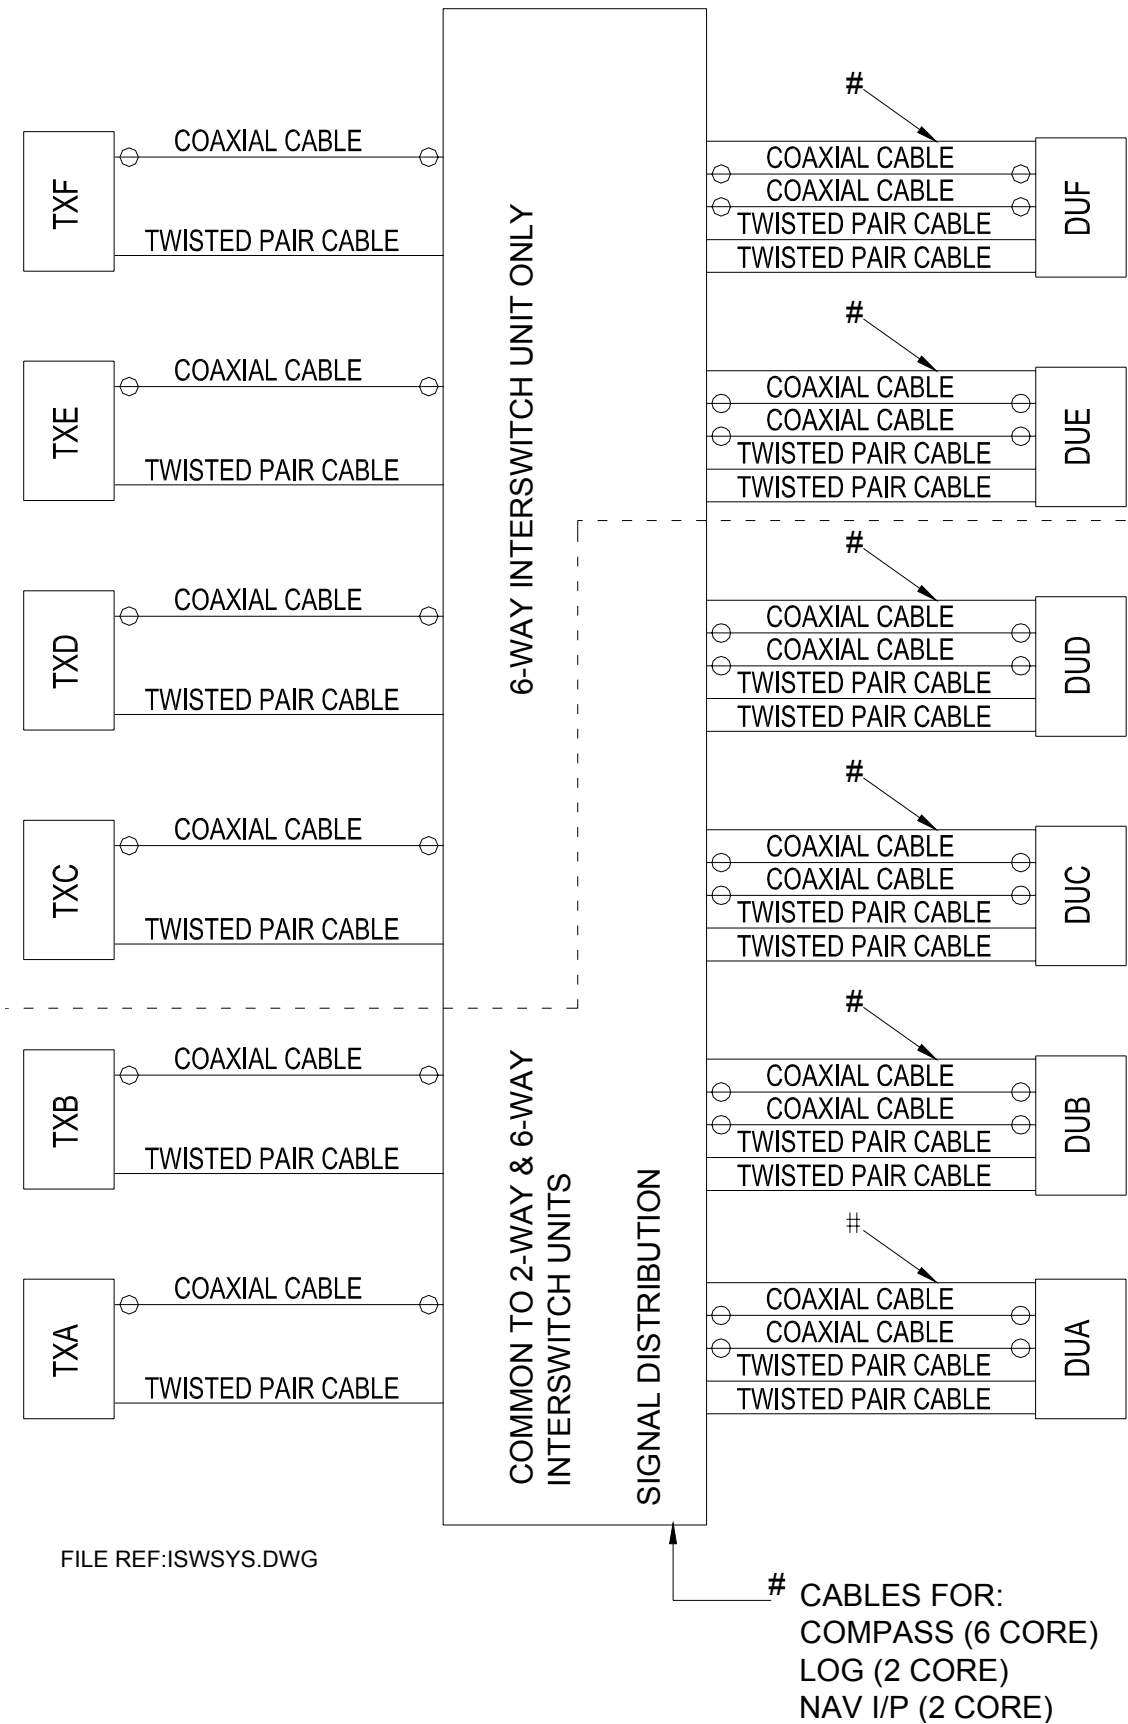 #
TXF
COAXIAL CABLE
TWISTED PAIR CABLE
COAXIAL CABLE
COAXIAL CABLE
TWISTED PAIR CABLE
TWISTED PAIR CABLE
DUF
#
TXE
COAXIAL CABLE
TWISTED PAIR CABLE
COAXIAL CABLE
COAXIAL CABLE
TWISTED PAIR CABLE
TWISTED PAIR CABLE
DUE
6-WAY INTERSWITCH UNIT ONLY
#
TXD
COAXIAL CABLE
TWISTED PAIR CABLE
COAXIAL CABLE
COAXIAL CABLE
TWISTED PAIR CABLE
TWISTED PAIR CABLE
DUD
#
TXC
COAXIAL CABLE
TWISTED PAIR CABLE
COAXIAL CABLE
COAXIAL CABLE
TWISTED PAIR CABLE
TWISTED PAIR CABLE
DUC
#
TXB
COAXIAL CABLE
TWISTED PAIR CABLE
COAXIAL CABLE
COAXIAL CABLE
TWISTED PAIR CABLE
TWISTED PAIR CABLE
DUB
COMMON TO 2-WAY & 6-WAY
INTERSWITCH UNITS
SIGNAL DISTRIBUTION
#
TXA
COAXIAL CABLE
TWISTED PAIR CABLE
COAXIAL CABLE
COAXIAL CABLE
TWISTED PAIR CABLE
TWISTED PAIR CABLE
DUA
FILE REF:ISWSYS.DWG
# CABLES FOR:
COMPASS (6 CORE)
LOG (2 CORE)
NAV I/P (2 CORE)